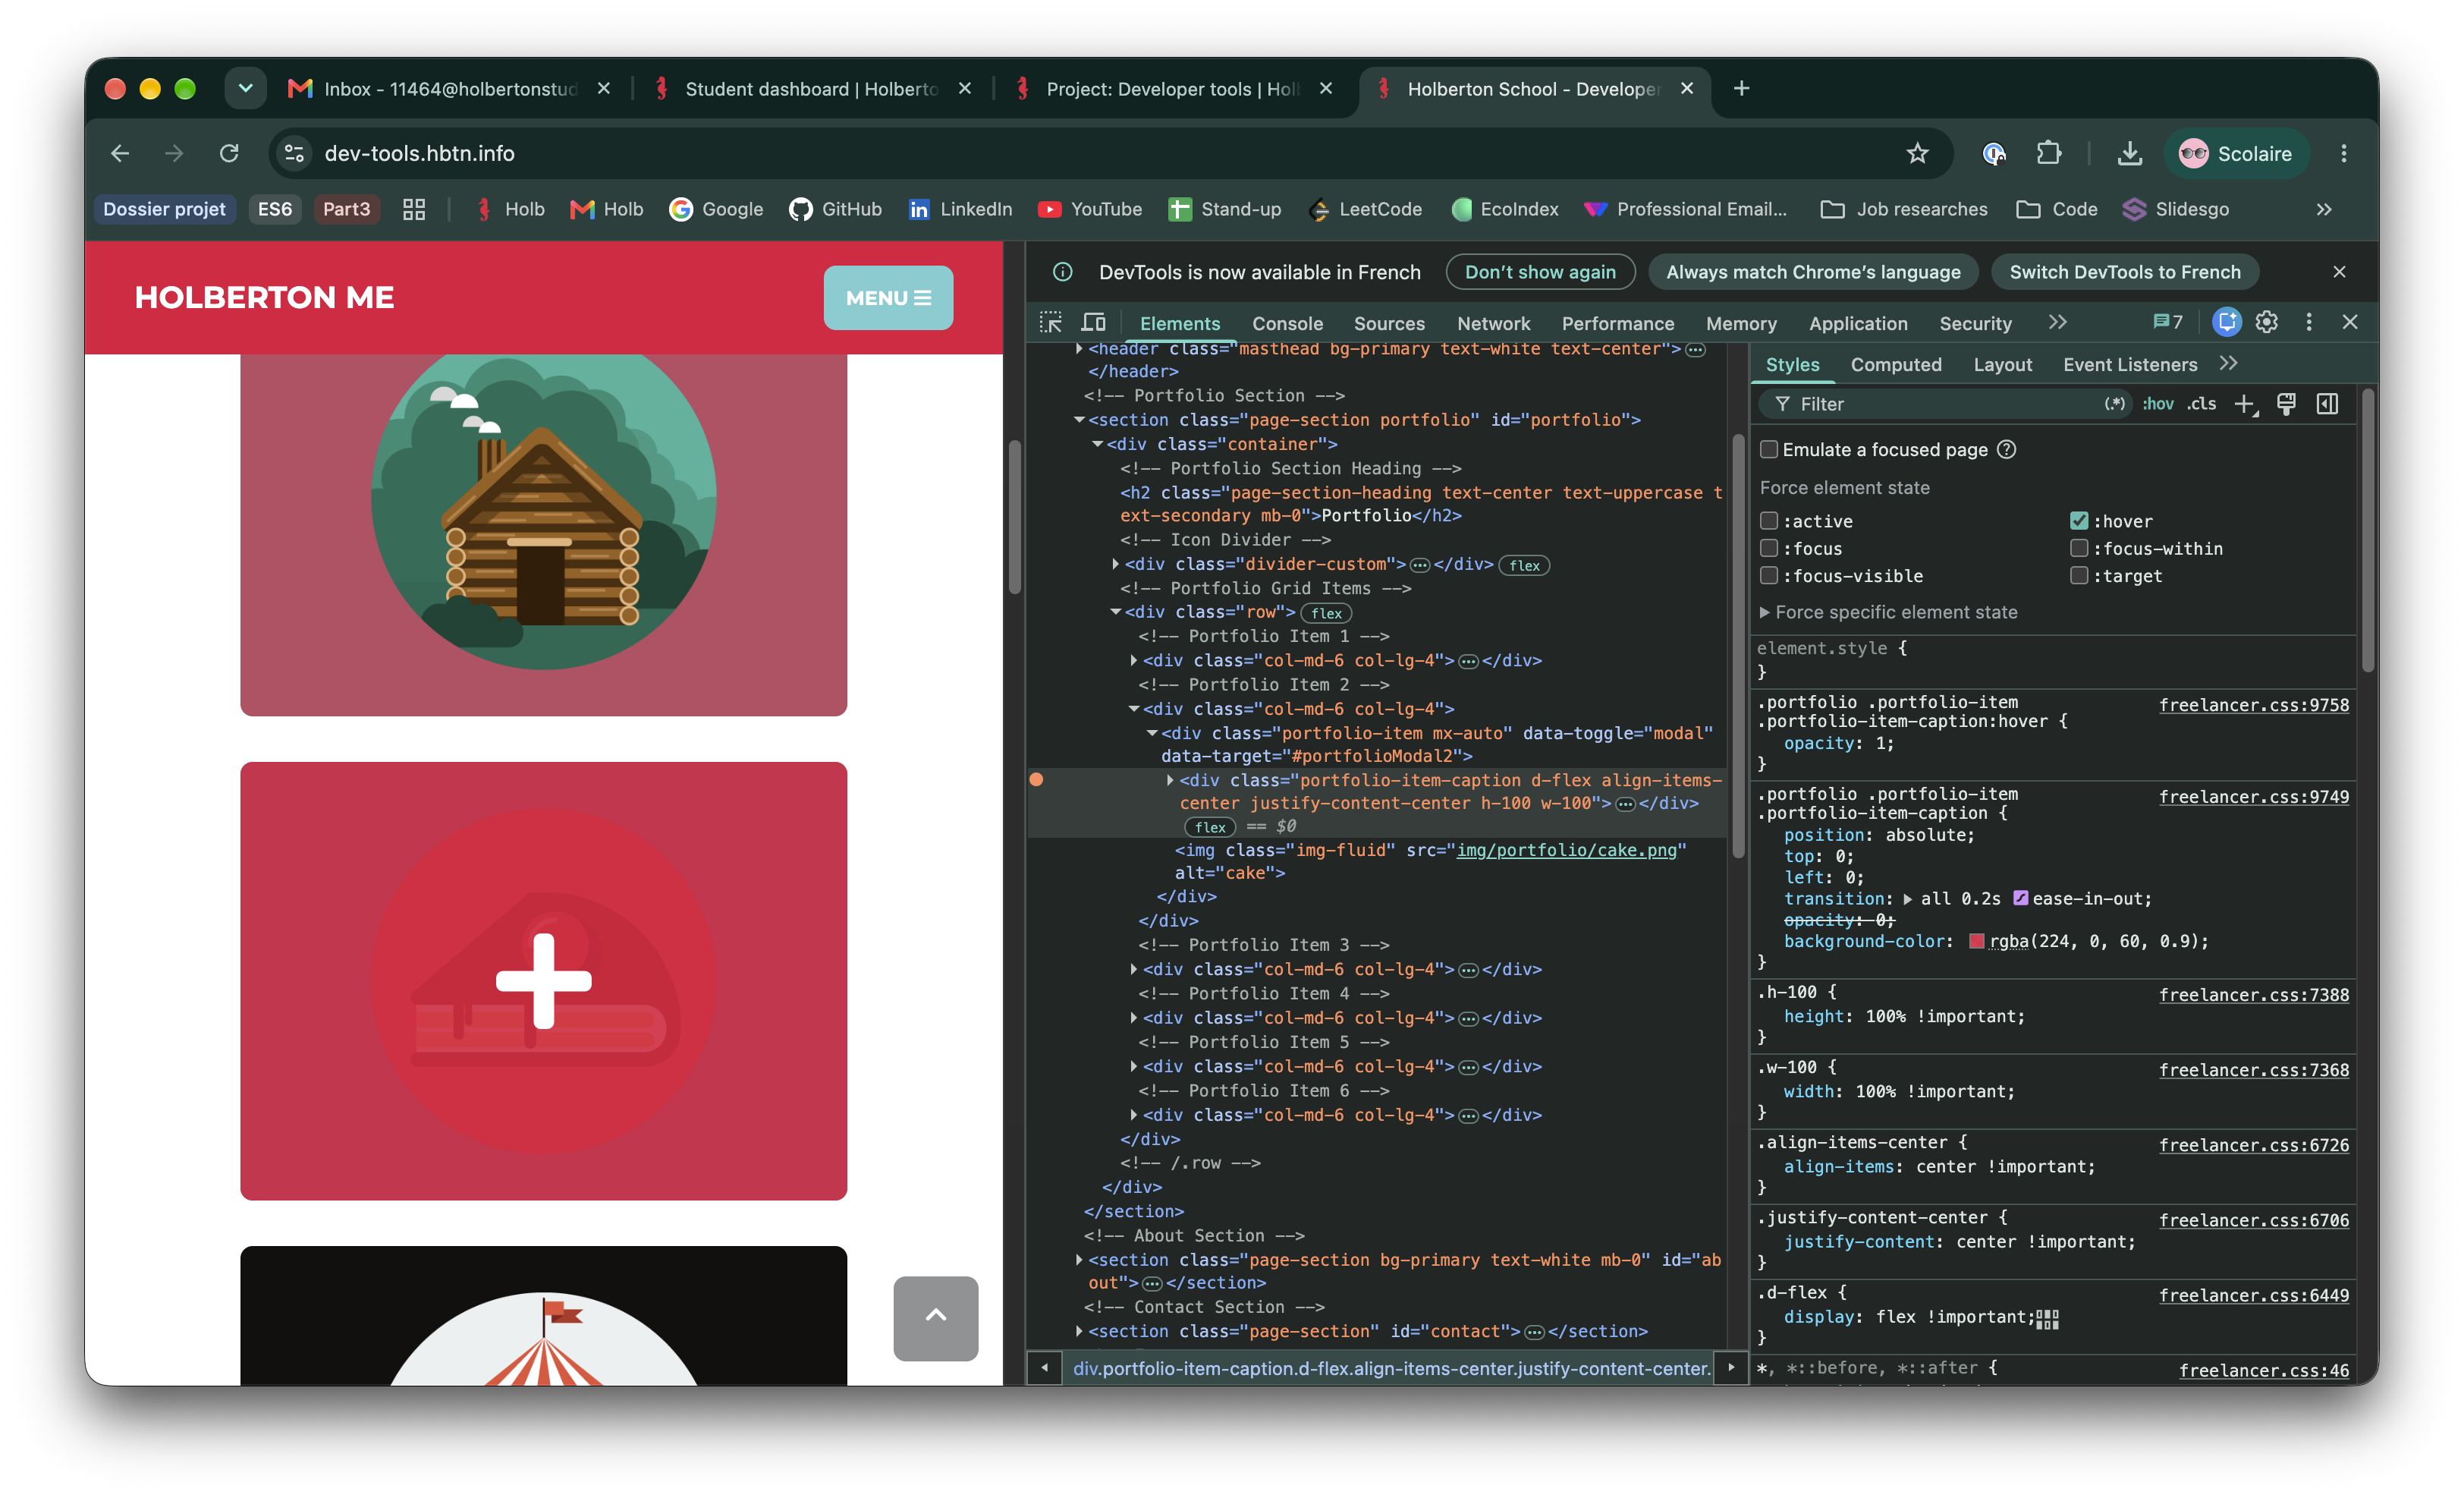 Inbox - 11464@holbertonstud
Student dashboard | Holberto
Project: Developer tools | Hol
Holberton School - Developer
dev-tools.hbtn.info
Scolaire
Dossier projet
ES6
Part3
Holb
Holb
Google
GitHub
LinkedIn
YouTube
Stand-up
LeetCode
EcoIndex
Professional Email...
Job researches
Code
Slidesgo
HOLBERTON ME
MENU
DevTools is now available in French
Don't show again
Always match Chrome's language
Switch DevTools to French
Elements
Console
Sources
Network
Performance
Memory
Application
Security
7
<header class="masthead bg-primary text-white text-center">
</header>
<!-- Portfolio Section -->
<section class="page-section portfolio" id="portfolio">
<div class="container">
<!-- Portfolio Section Heading -->
<h2 class="page-section-heading text-center text-uppercase t
ext-secondary mb-0">Portfolio</h2>
<!-- Icon Divider -->
<div class="divider-custom">…</div> flex
<!-- Portfolio Grid Items -->
<div class="row"> flex
<!-- Portfolio Item 1 -->
<div class="col-md-6 col-lg-4">…</div>
<!-- Portfolio Item 2 -->
<div class="col-md-6 col-lg-4">
<div class="portfolio-item mx-auto" data-toggle="modal"
data-target="#portfolioModal2">
<div class="portfolio-item-caption d-flex align-items-
center justify-content-center h-100 w-100">…</div>
flex == $0
<img class="img-fluid" src="img/portfolio/cake.png"
alt="cake">
</div>
</div>
<!-- Portfolio Item 3 -->
<div class="col-md-6 col-lg-4">…</div>
<!-- Portfolio Item 4 -->
<div class="col-md-6 col-lg-4">…</div>
<!-- Portfolio Item 5 -->
<div class="col-md-6 col-lg-4">…</div>
<!-- Portfolio Item 6 -->
<div class="col-md-6 col-lg-4">…</div>
</div>
<!-- /.row -->
</div>
</section>
<!-- About Section -->
<section class="page-section bg-primary text-white mb-0" id="ab
out">…</section>
<!-- Contact Section -->
<section class="page-section" id="contact">…</section>
div.portfolio-item-caption.d-flex.align-items-center.justify-content-center.
Styles
Computed
Layout
Event Listeners
Filter
(.*)
:hov
.cls
Emulate a focused page
Force element state
:active
:hover
:focus
:focus-within
:focus-visible
:target
Force specific element state
element.style {
}
.portfolio .portfolio-item freelancer.css:9758
.portfolio-item-caption:hover {
opacity: 1;
}
.portfolio .portfolio-item freelancer.css:9749
.portfolio-item-caption {
position: absolute;
top: 0;
left: 0;
transition: all 0.2s ease-in-out;
opacity: 0;
background-color: rgba(224, 0, 60, 0.9);
}
.h-100 { freelancer.css:7388
height: 100% !important;
}
.w-100 { freelancer.css:7368
width: 100% !important;
}
.align-items-center { freelancer.css:6726
align-items: center !important;
}
.justify-content-center { freelancer.css:6706
justify-content: center !important;
}
.d-flex { freelancer.css:6449
display: flex !important;
}
*, *::before, *::after { freelancer.css:46